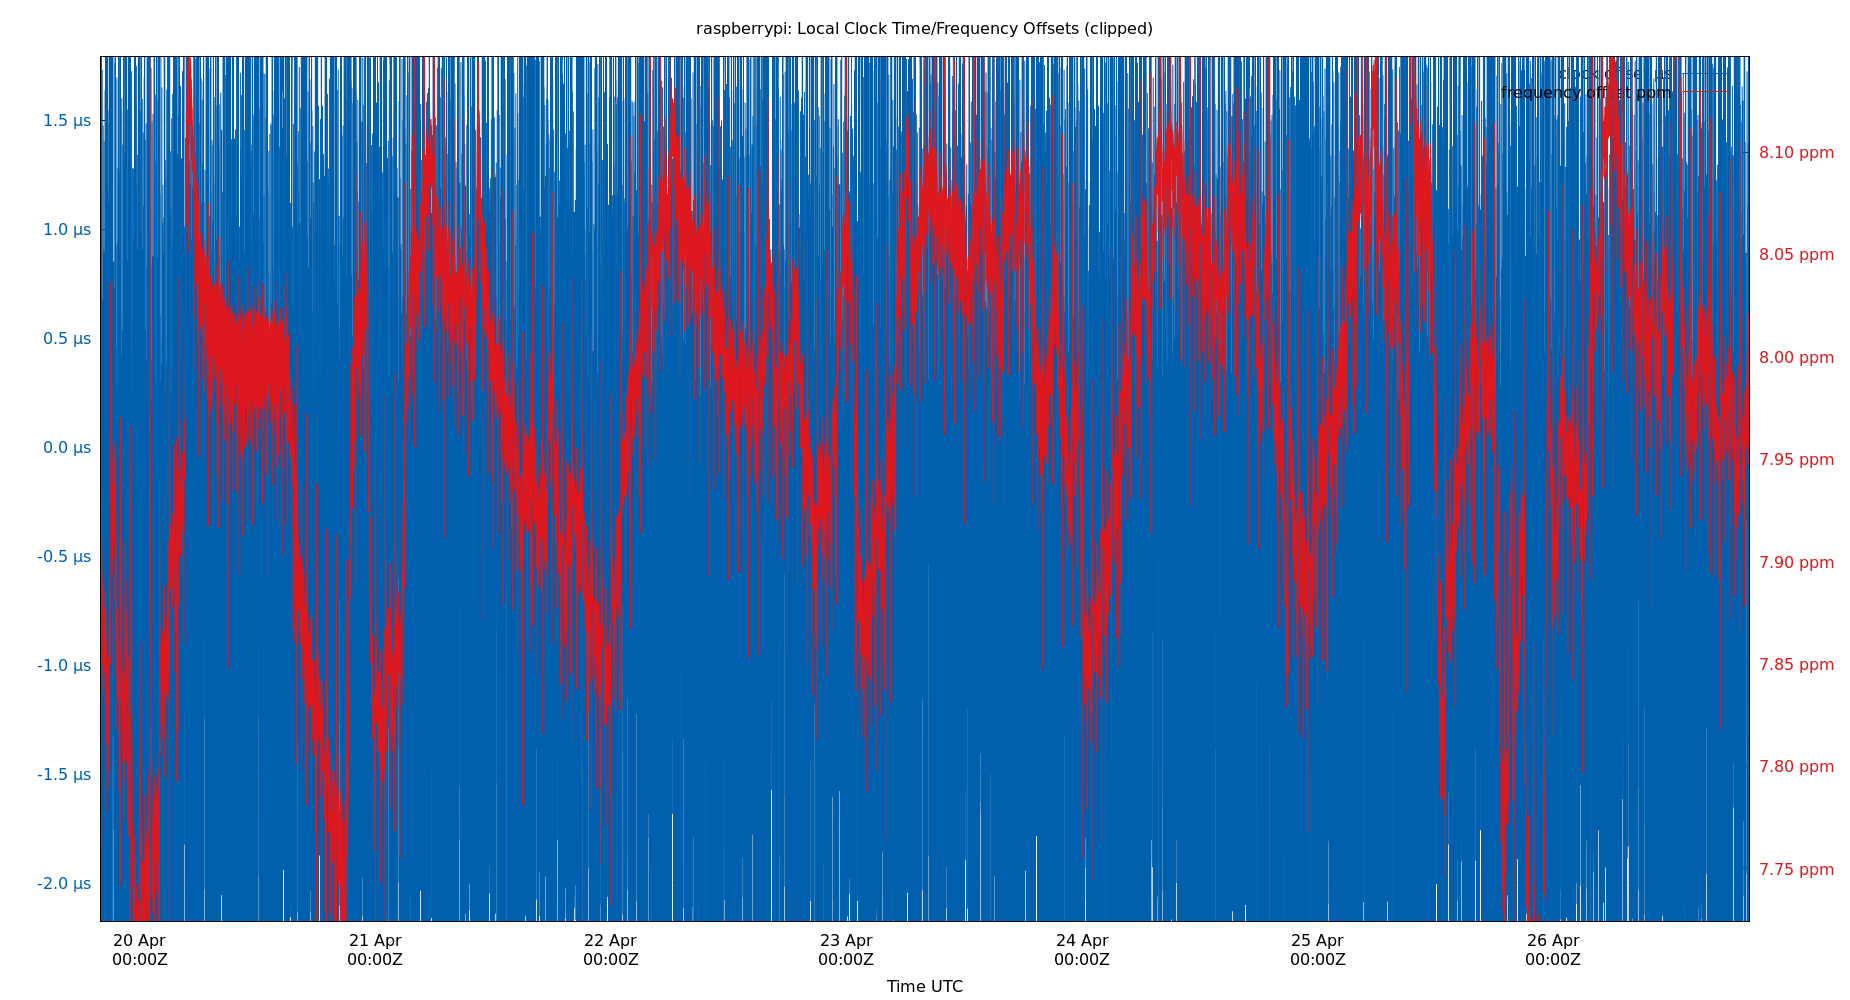 raspberrypi: Local Clock Time/Frequency Offsets (clipped)
clock offset µs
frequency offset ppm
1.5 µs
1.0 µs
0.5 µs
0.0 µs
-0.5 µs
-1.0 µs
-1.5 µs
-2.0 µs
8.10 ppm
8.05 ppm
8.00 ppm
7.95 ppm
7.90 ppm
7.85 ppm
7.80 ppm
7.75 ppm
20 Apr
00:00Z
21 Apr
00:00Z
22 Apr
00:00Z
23 Apr
00:00Z
24 Apr
00:00Z
25 Apr
00:00Z
26 Apr
00:00Z
Time UTC